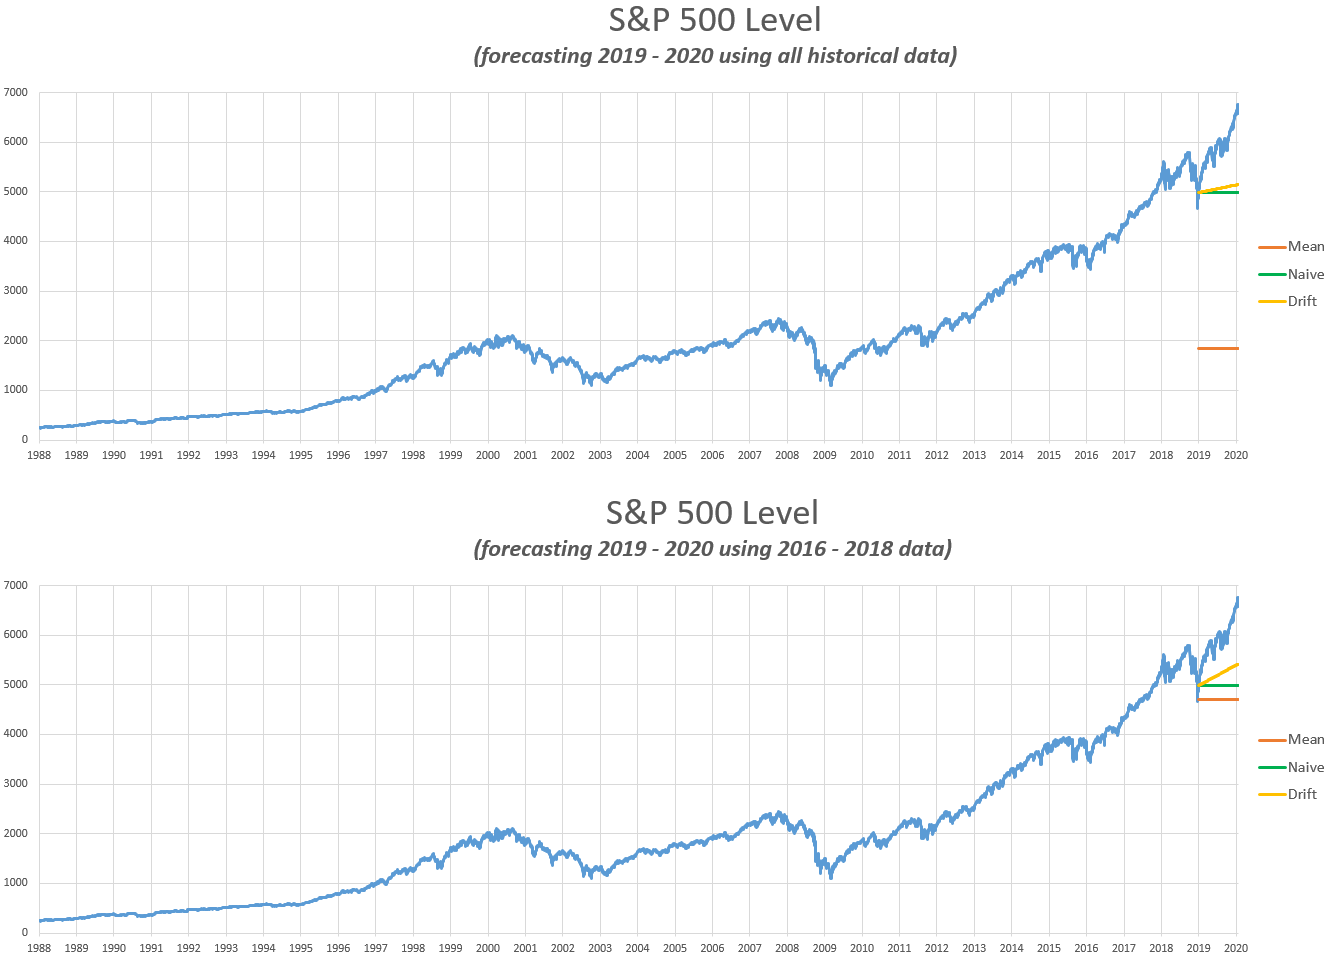 S&P 500 Level
(forecasting 2019 - 2020 using all historical data)
7000
6000
5000
4000
3000
2000
1000
0
1988 1989 1990 1991 1992 1993 1994 1995 1996 1997 1998 1999 2000 2001 2002 2003 2004 2005 2006 2007 2008 2009 2010 2011 2012 2013 2014 2015 2016 2017 2018 2019 2020
Mean
Naive
Drift
S&P 500 Level
(forecasting 2019 - 2020 using 2016 - 2018 data)
7000
6000
5000
4000
3000
2000
1000
0
1988 1989 1990 1991 1992 1993 1994 1995 1996 1997 1998 1999 2000 2001 2002 2003 2004 2005 2006 2007 2008 2009 2010 2011 2012 2013 2014 2015 2016 2017 2018 2019 2020
Mean
Naive
Drift